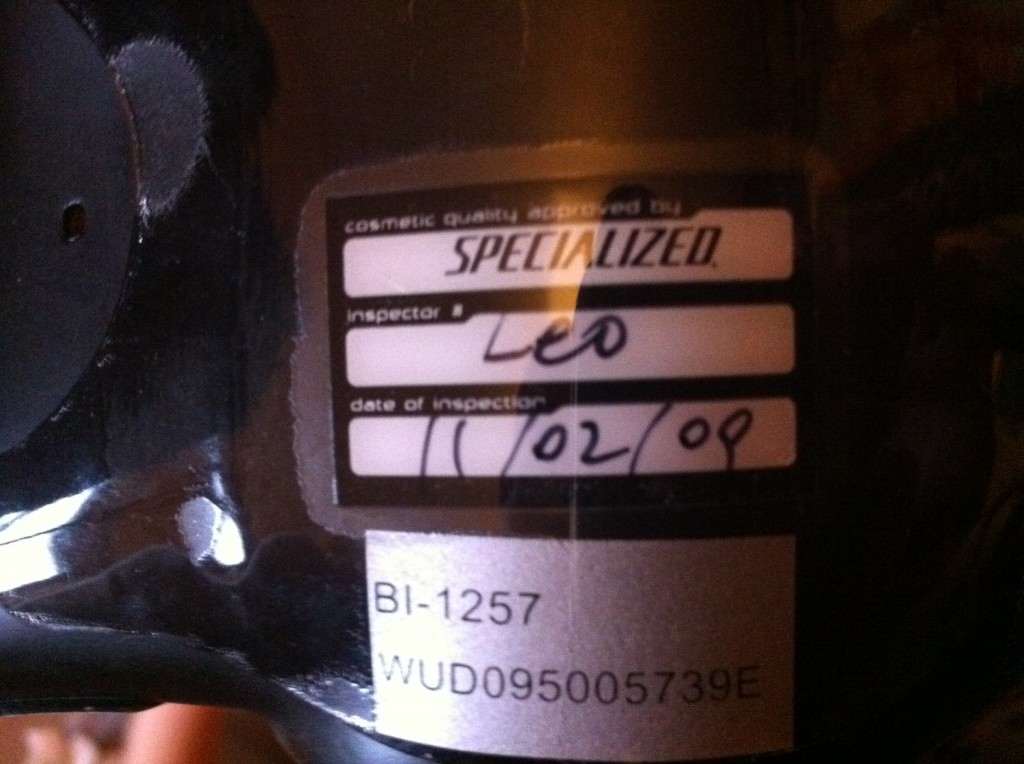 cosmetic quality approved by
SPECIALIZED.
inspector #
Leo
date of inspection
11/02/09
BI-1257
WUD095005739E